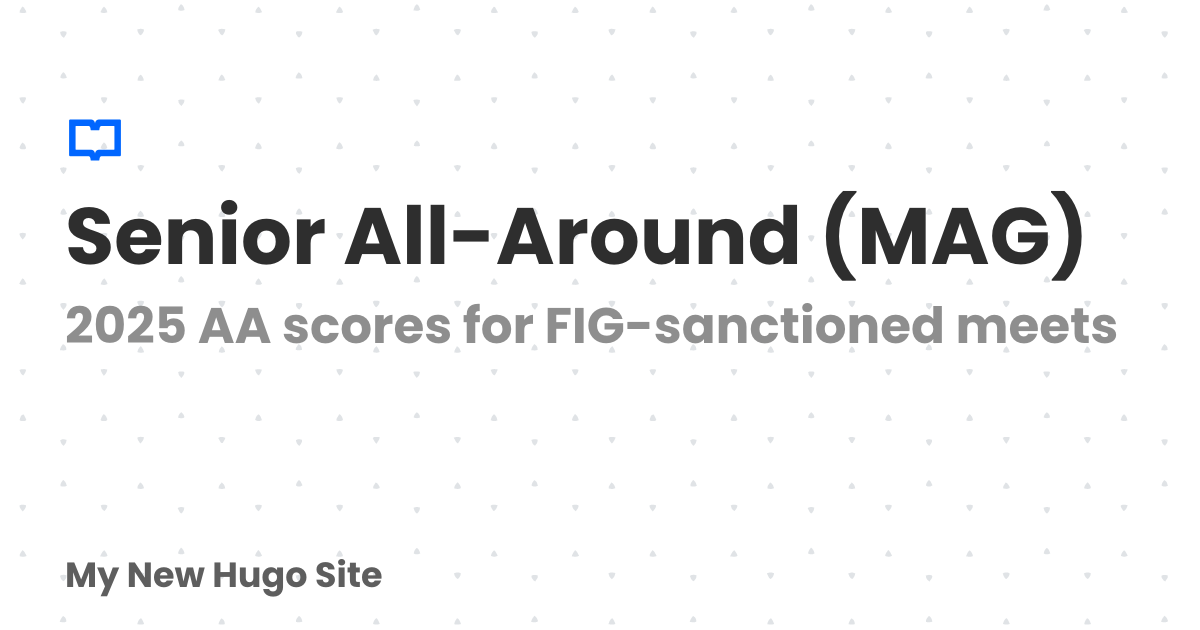 Senior All-Around (MAG)
2025 AA scores for FIG-sanctioned meets
My New Hugo Site